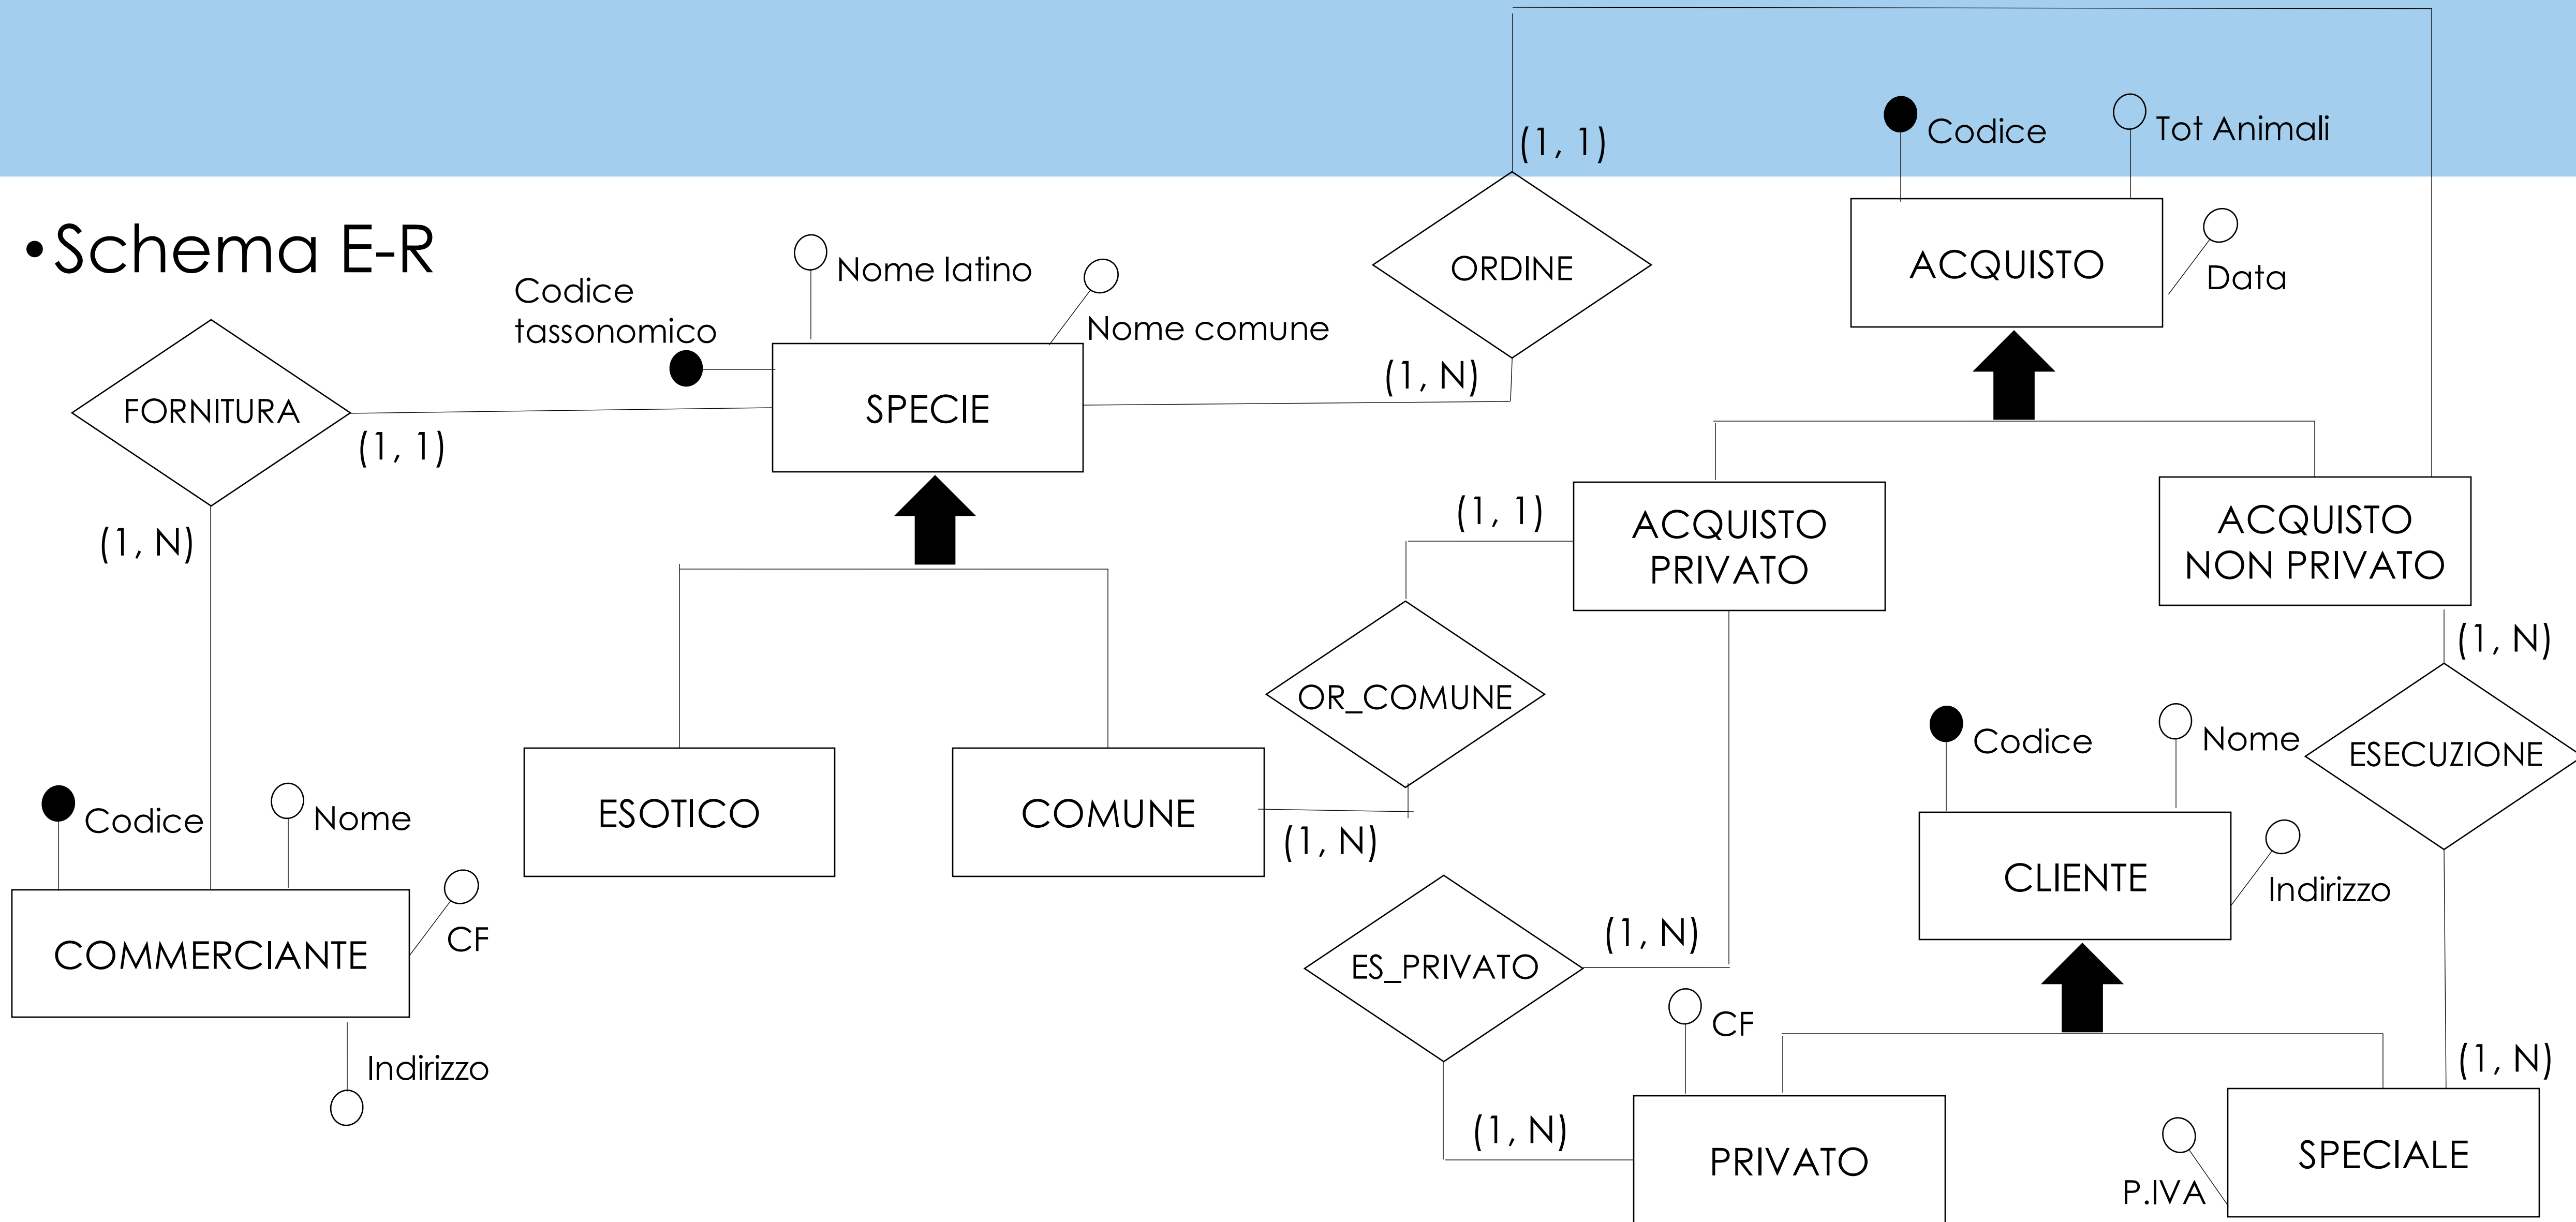 (1, 1)
Codice
Tot Animali
•Schema E-R
Codice
tassonomico
Nome latino
Nome comune
ORDINE
ACQUISTO
Data
FORNITURA
(1, 1)
SPECIE
(1, N)
(1, N)
(1, 1)
ACQUISTO
PRIVATO
ACQUISTO
NON PRIVATO
(1, N)
OR_COMUNE
Codice
Nome
ESECUZIONE
Codice
Nome
ESOTICO
COMUNE
(1, N)
CLIENTE
Indirizzo
COMMERCIANTE
CF
ES_PRIVATO
(1, N)
CF
Indirizzo
(1, N)
(1, N)
PRIVATO
P.IVA
SPECIALE